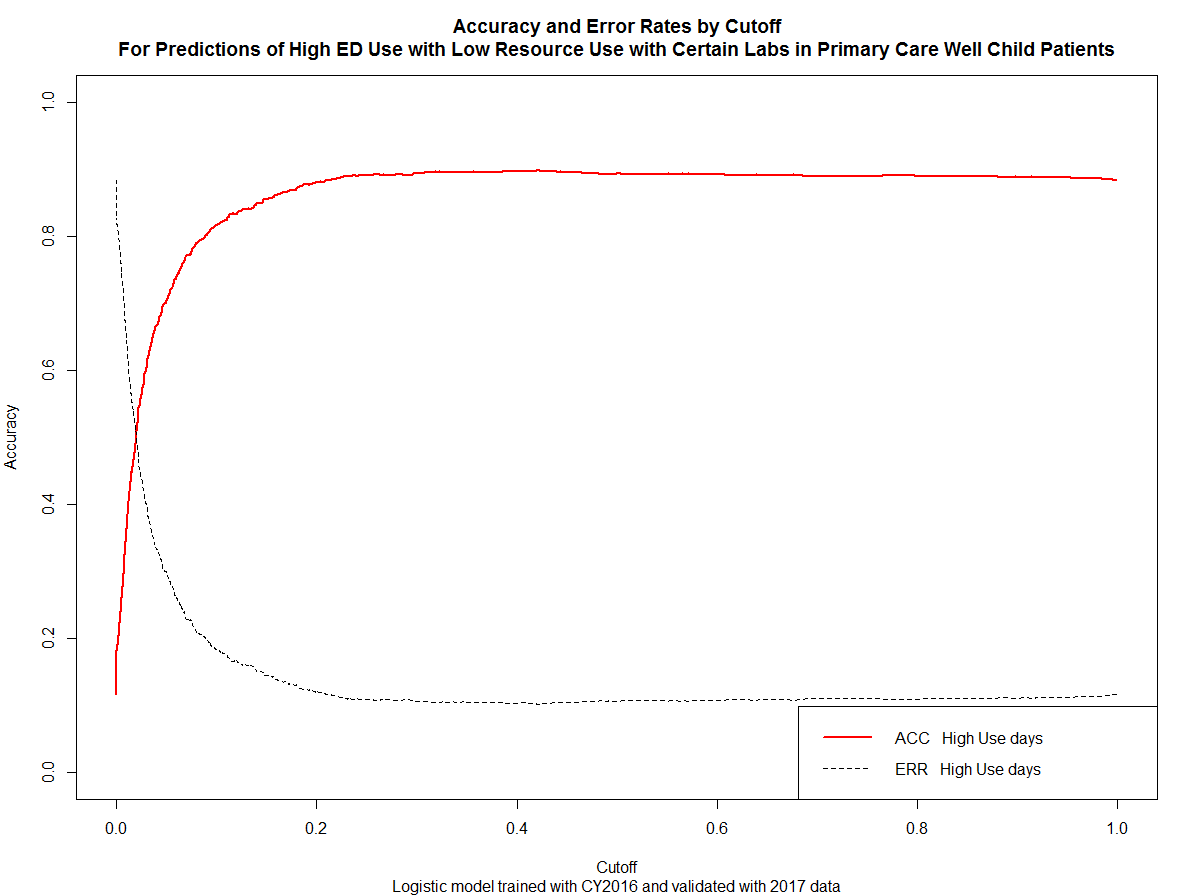 Accuracy and Error Rates by Cutoff
For Predictions of High ED Use with Low Resource Use with Certain Labs in Primary Care Well Child Patients
Accuracy
1.0
0.8
0.6
0.4
0.2
0.0
ACC High Use days
ERR High Use days
0.0 0.2 0.4 0.6 0.8 1.0
Cutoff
Logistic model trained with CY2016 and validated with 2017 data